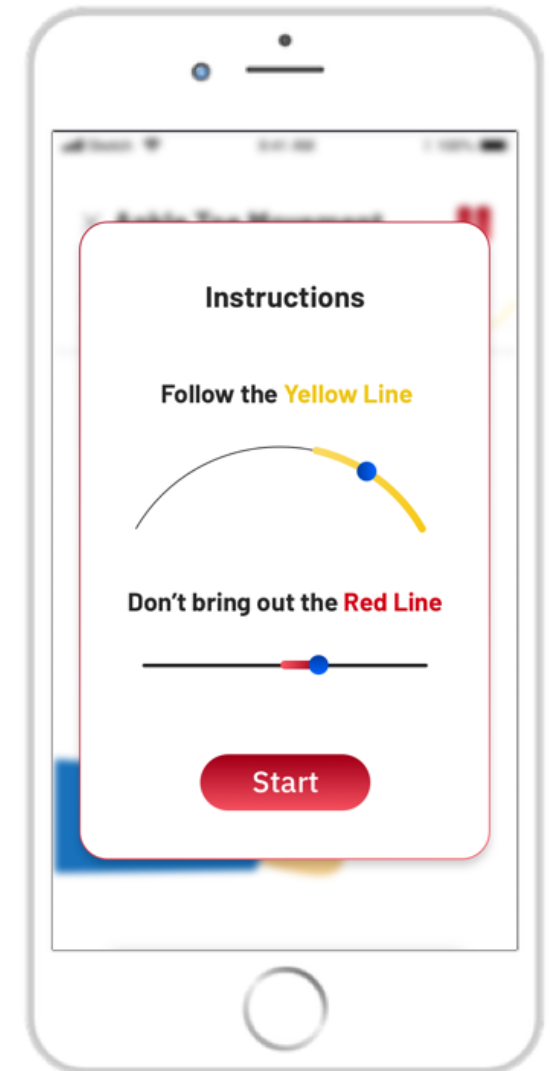 Instructions
Follow the Yellow Line
Don't bring out the Red Line
Start